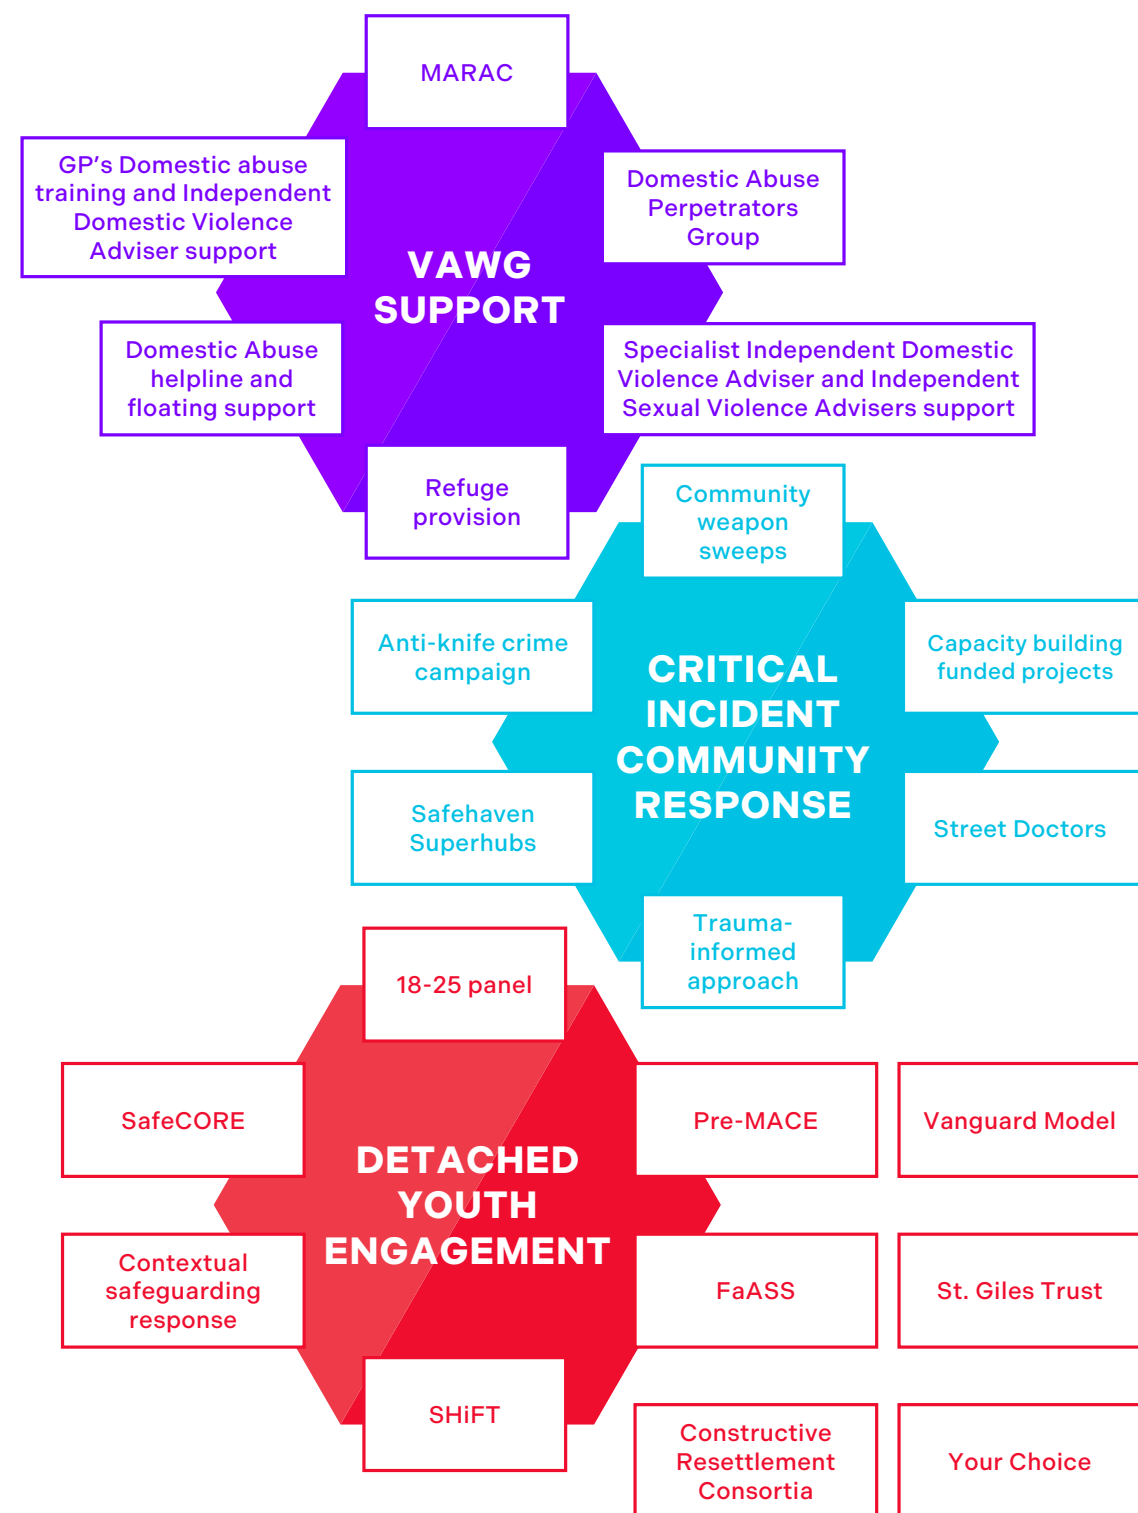 MARAC
GP’s Domestic abuse
training and Independent
Domestic Violence
Adviser support
Domestic Abuse
Perpetrators
Group
VAWG
SUPPORT
Domestic Abuse
helpline and
floating support
Specialist Independent Domestic
Violence Adviser and Independent
Sexual Violence Advisers support
Refuge
provision
Community
weapon
sweeps
Anti-knife crime
campaign
Capacity building
funded projects
CRITICAL
INCIDENT
COMMUNITY
RESPONSE
Safehaven
Superhubs
Street Doctors
Trauma-
informed
approach
18-25 panel
SafeCORE
Pre-MACE
Vanguard Model
DETACHED
YOUTH
ENGAGEMENT
Contextual
safeguarding
response
FaASS
St. Giles Trust
SHiFT
Constructive
Resettlement
Consortia
Your Choice